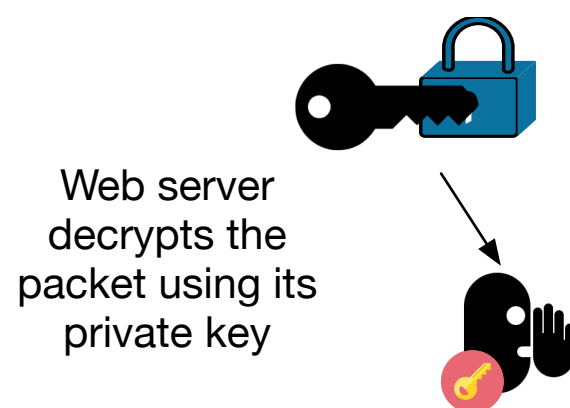 Web server
decrypts the
packet using its
private key